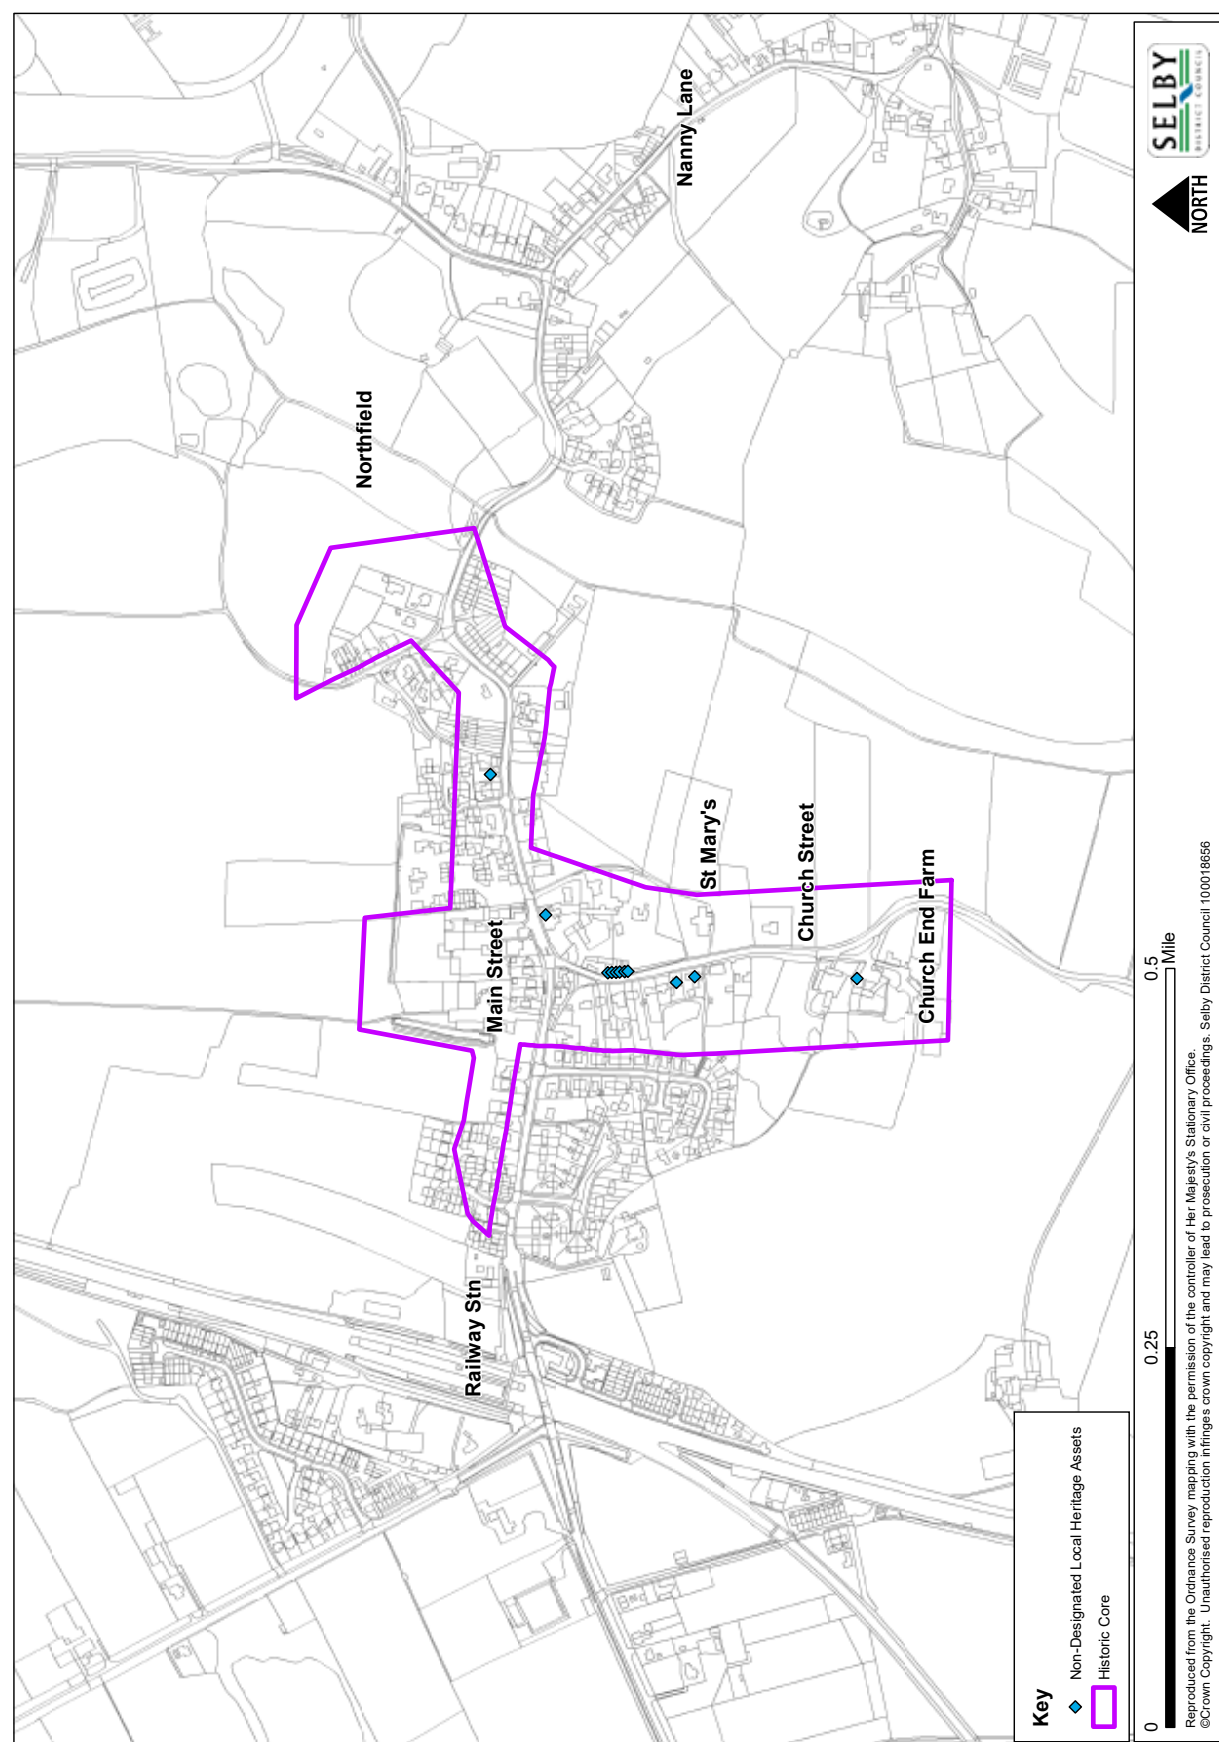 Northfield
Nanny Lane
Main Street
Railway Stn
St Mary's
Church Street
Church End Farm
Key
Non-Designated Local Heritage Assets
Historic Core
0
0.25
0.5
Mile
Reproduced from the Ordnance Survey mapping with the permission of the controller of Her Majesty's Stationary Office.
©Crown Copyright. Unauthorised reproduction infringes crown copyright and may lead to prosecution or civil proceedings. Selby District Council 100018656
NORTH
SELBY
DISTRICT COUNCIL